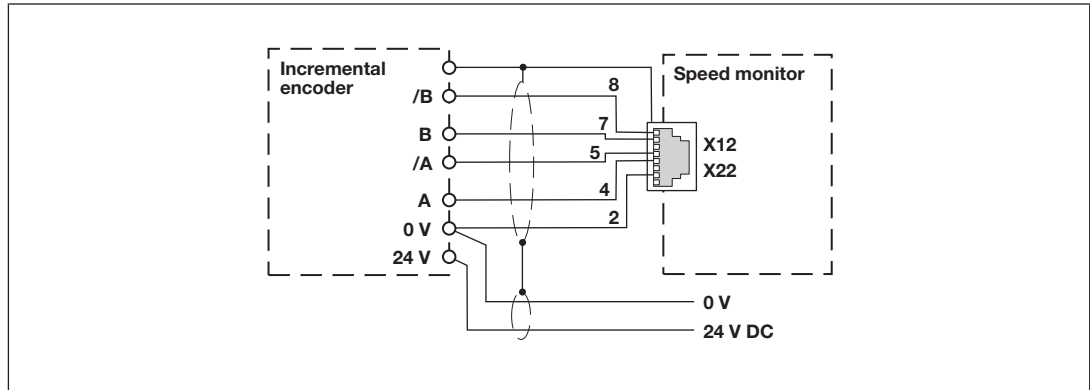 Incremental
encoder
/B
B
/A
A
0 V
24 V
8
7
5
4
2
Speed monitor
X12
X22
0 V
24 V DC